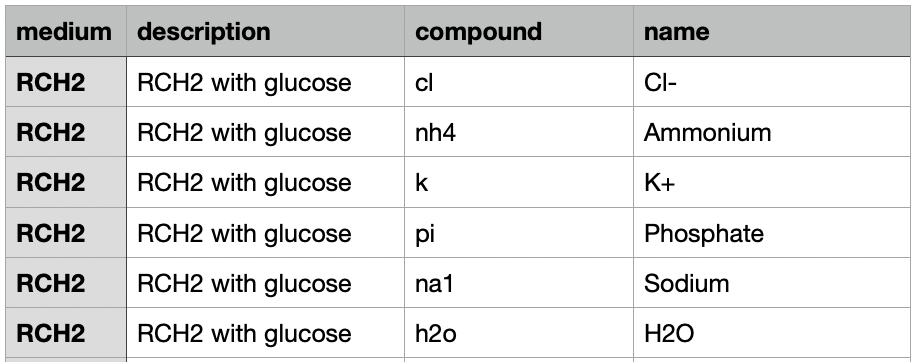 medium description compound name
RCH2 RCH2 with glucose cl Cl-
RCH2 RCH2 with glucose nh4 Ammonium
RCH2 RCH2 with glucose k K+
RCH2 RCH2 with glucose pi Phosphate
RCH2 RCH2 with glucose na1 Sodium
RCH2 RCH2 with glucose h2o H2O